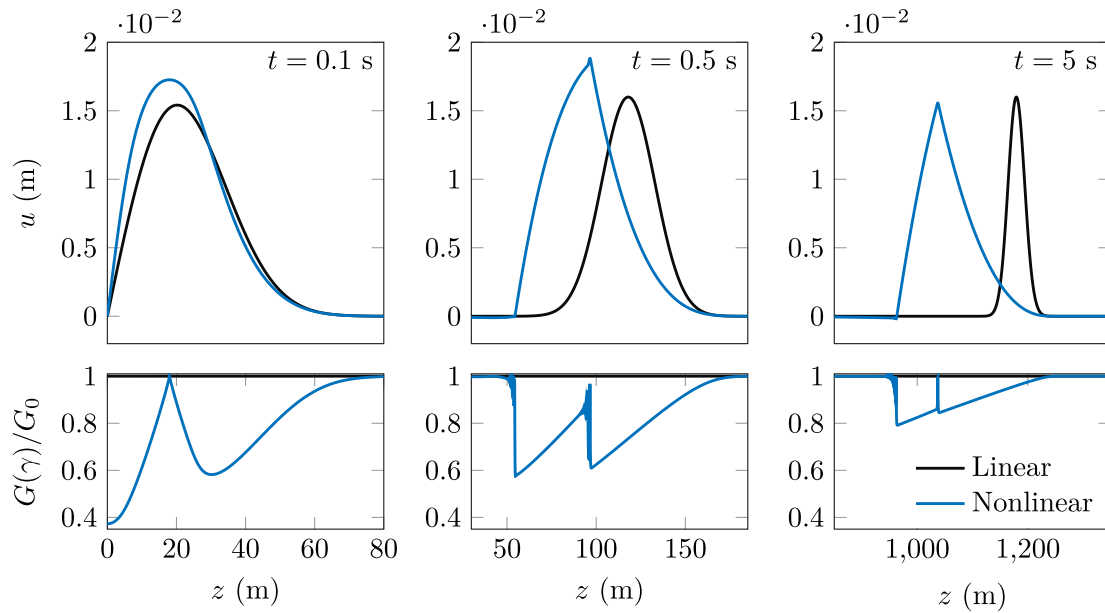 ·10⁻² ·10⁻² ·10⁻²
2 2 2
t = 0.1 s t = 0.5 s t = 5 s
1.5 1.5 1.5
u (m)
1 1 1
0.5 0.5 0.5
0 0 0
1 1 1
G(γ)/G₀
0.8 0.8 0.8
0.6 0.6 0.6
Linear
Nonlinear
0.4 0.4 0.4
0 20 40 60 80 50 100 150 1,000 1,200
z (m) z (m) z (m)